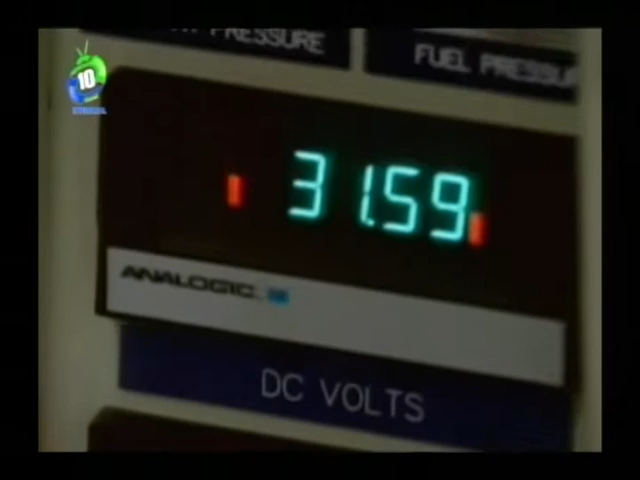 PRESSURE
FUEL PRESSU
10
31.59
ANALOGIC
DC VOLTS